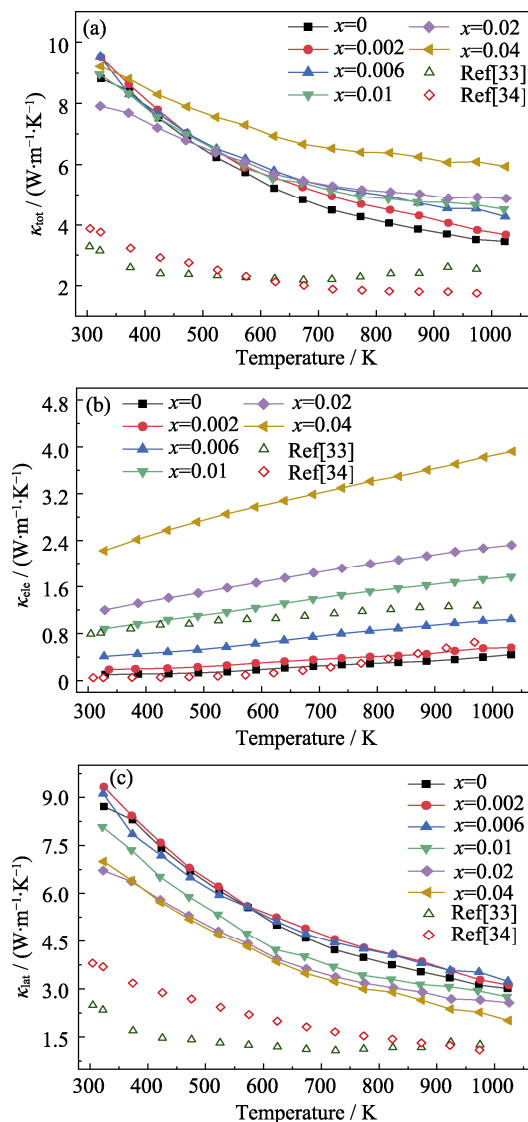 (a)
x=0
x=0.002
x=0.006
x=0.01
x=0.02
x=0.04
Ref[33]
Ref[34]
κtot / (W·m⁻¹·K⁻¹)
10
8
6
4
2
300 400 500 600 700 800 900 1000
Temperature / K
(b)
x=0
x=0.002
x=0.006
x=0.01
x=0.02
x=0.04
Ref[33]
Ref[34]
κele / (W·m⁻¹·K⁻¹)
4.8
4.0
3.2
2.4
1.6
0.8
0
300 400 500 600 700 800 900 1000
Temperature / K
(c)
x=0
x=0.002
x=0.006
x=0.01
x=0.02
x=0.04
Ref[33]
Ref[34]
κlat / (W·m⁻¹·K⁻¹)
9.0
7.5
6.0
4.5
3.0
1.5
300 400 500 600 700 800 900 1000
Temperature / K